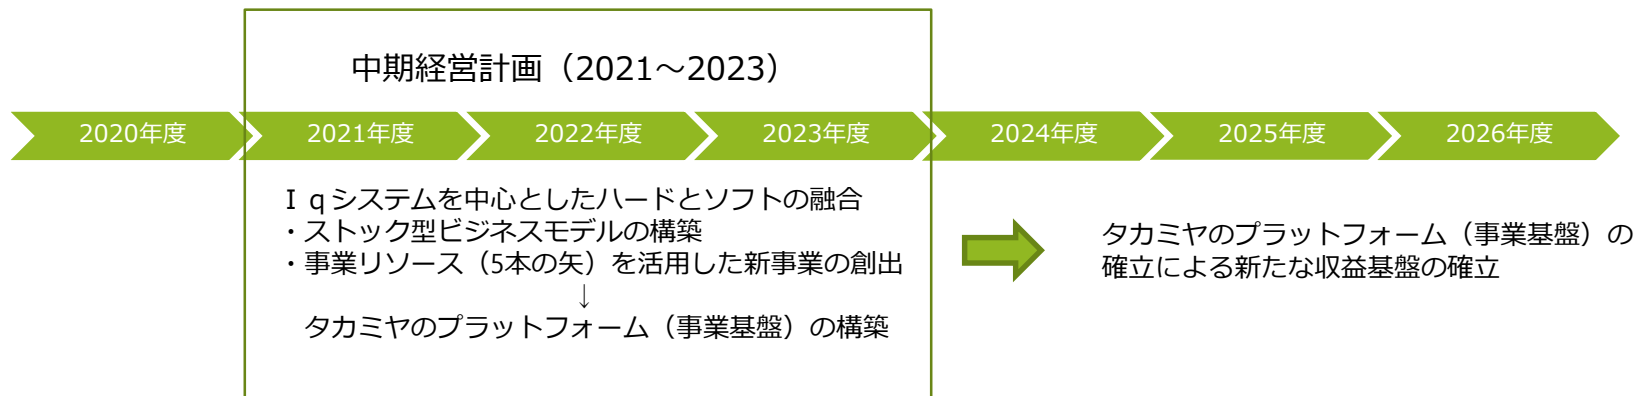 中期経営計画（2021～2023）
2020年度
2021年度
2022年度
2023年度
2024年度
2025年度
2026年度
Ｉｑシステムを中心としたハードとソフトの融合
・ストック型ビジネスモデルの構築
・事業リソース（5本の矢）を活用した新事業の創出
↓
タカミヤのプラットフォーム（事業基盤）の構築
タカミヤのプラットフォーム（事業基盤）の
確立による新たな収益基盤の確立